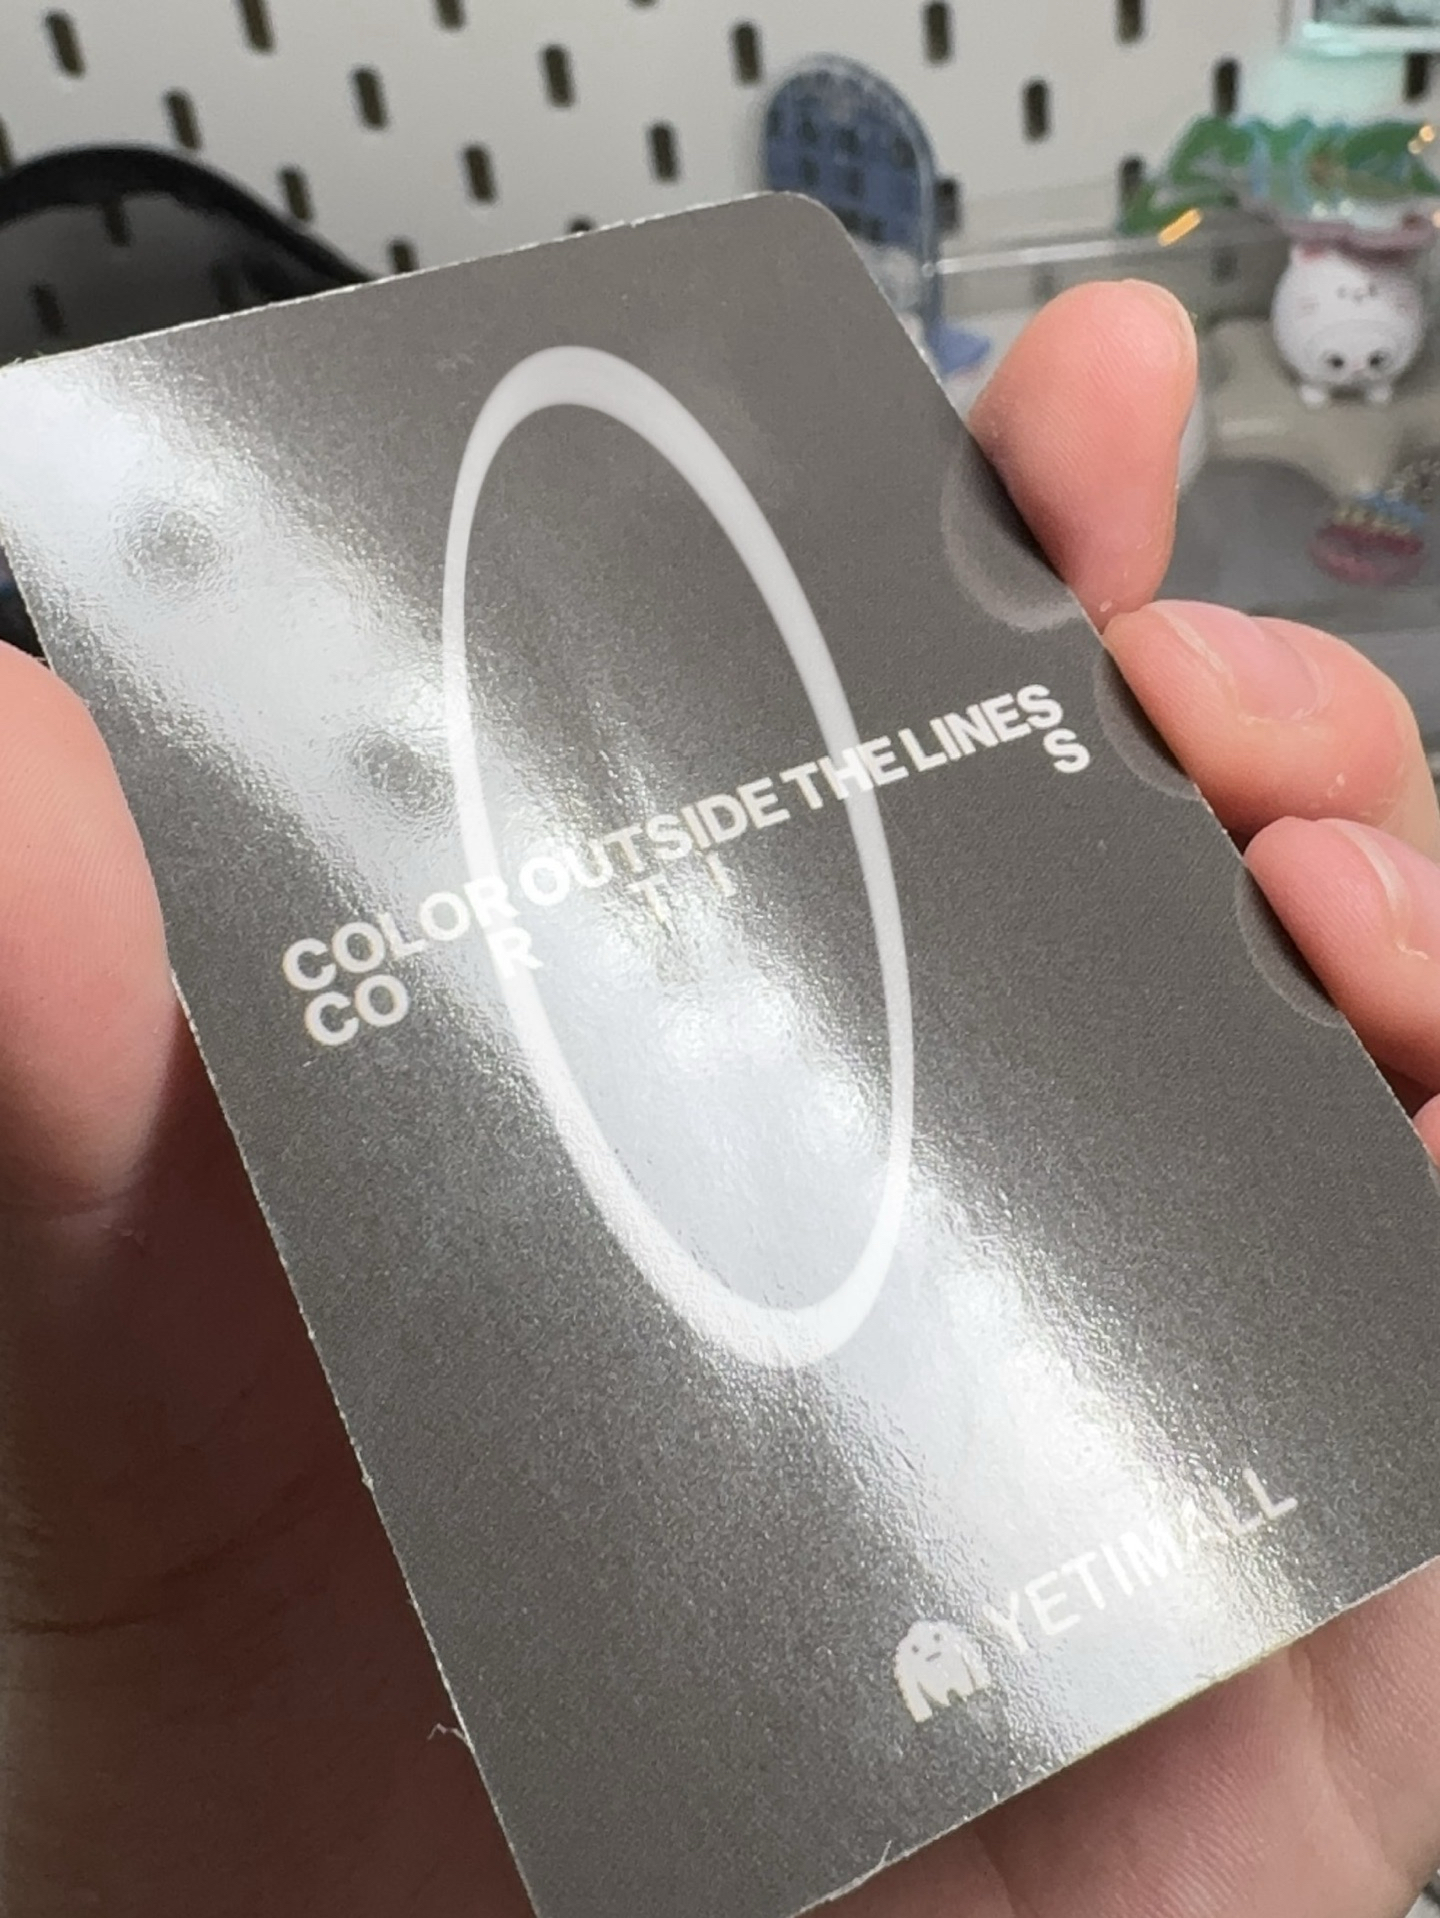 COLOR OUTSIDE THE LINES
CO R T I S
YETIMALL